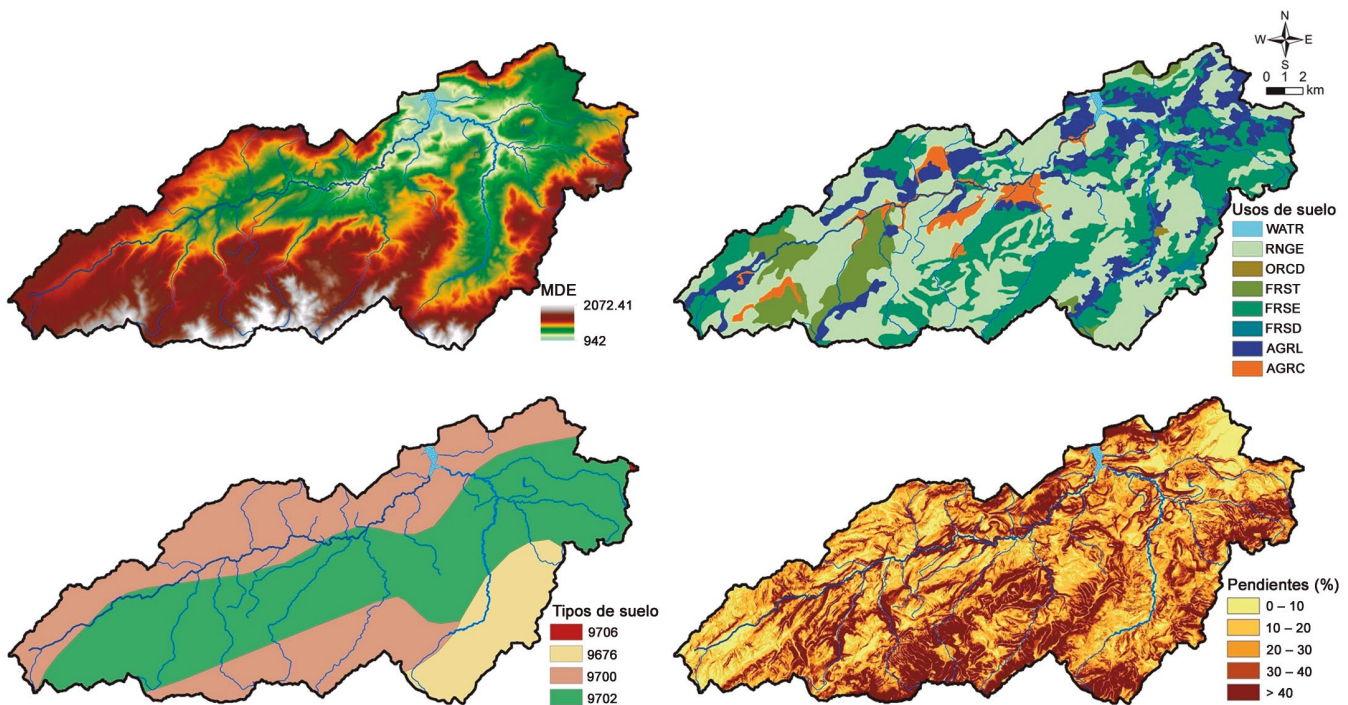 MDE
2072.41
942
N
W E
S
0 1 2
km
Usos de suelo
WATR
RNGE
ORCD
FRST
FRSE
FRSD
AGRL
AGRC
Tipos de suelo
9706
9676
9700
9702
Pendientes (%)
0 – 10
10 – 20
20 – 30
30 – 40
> 40